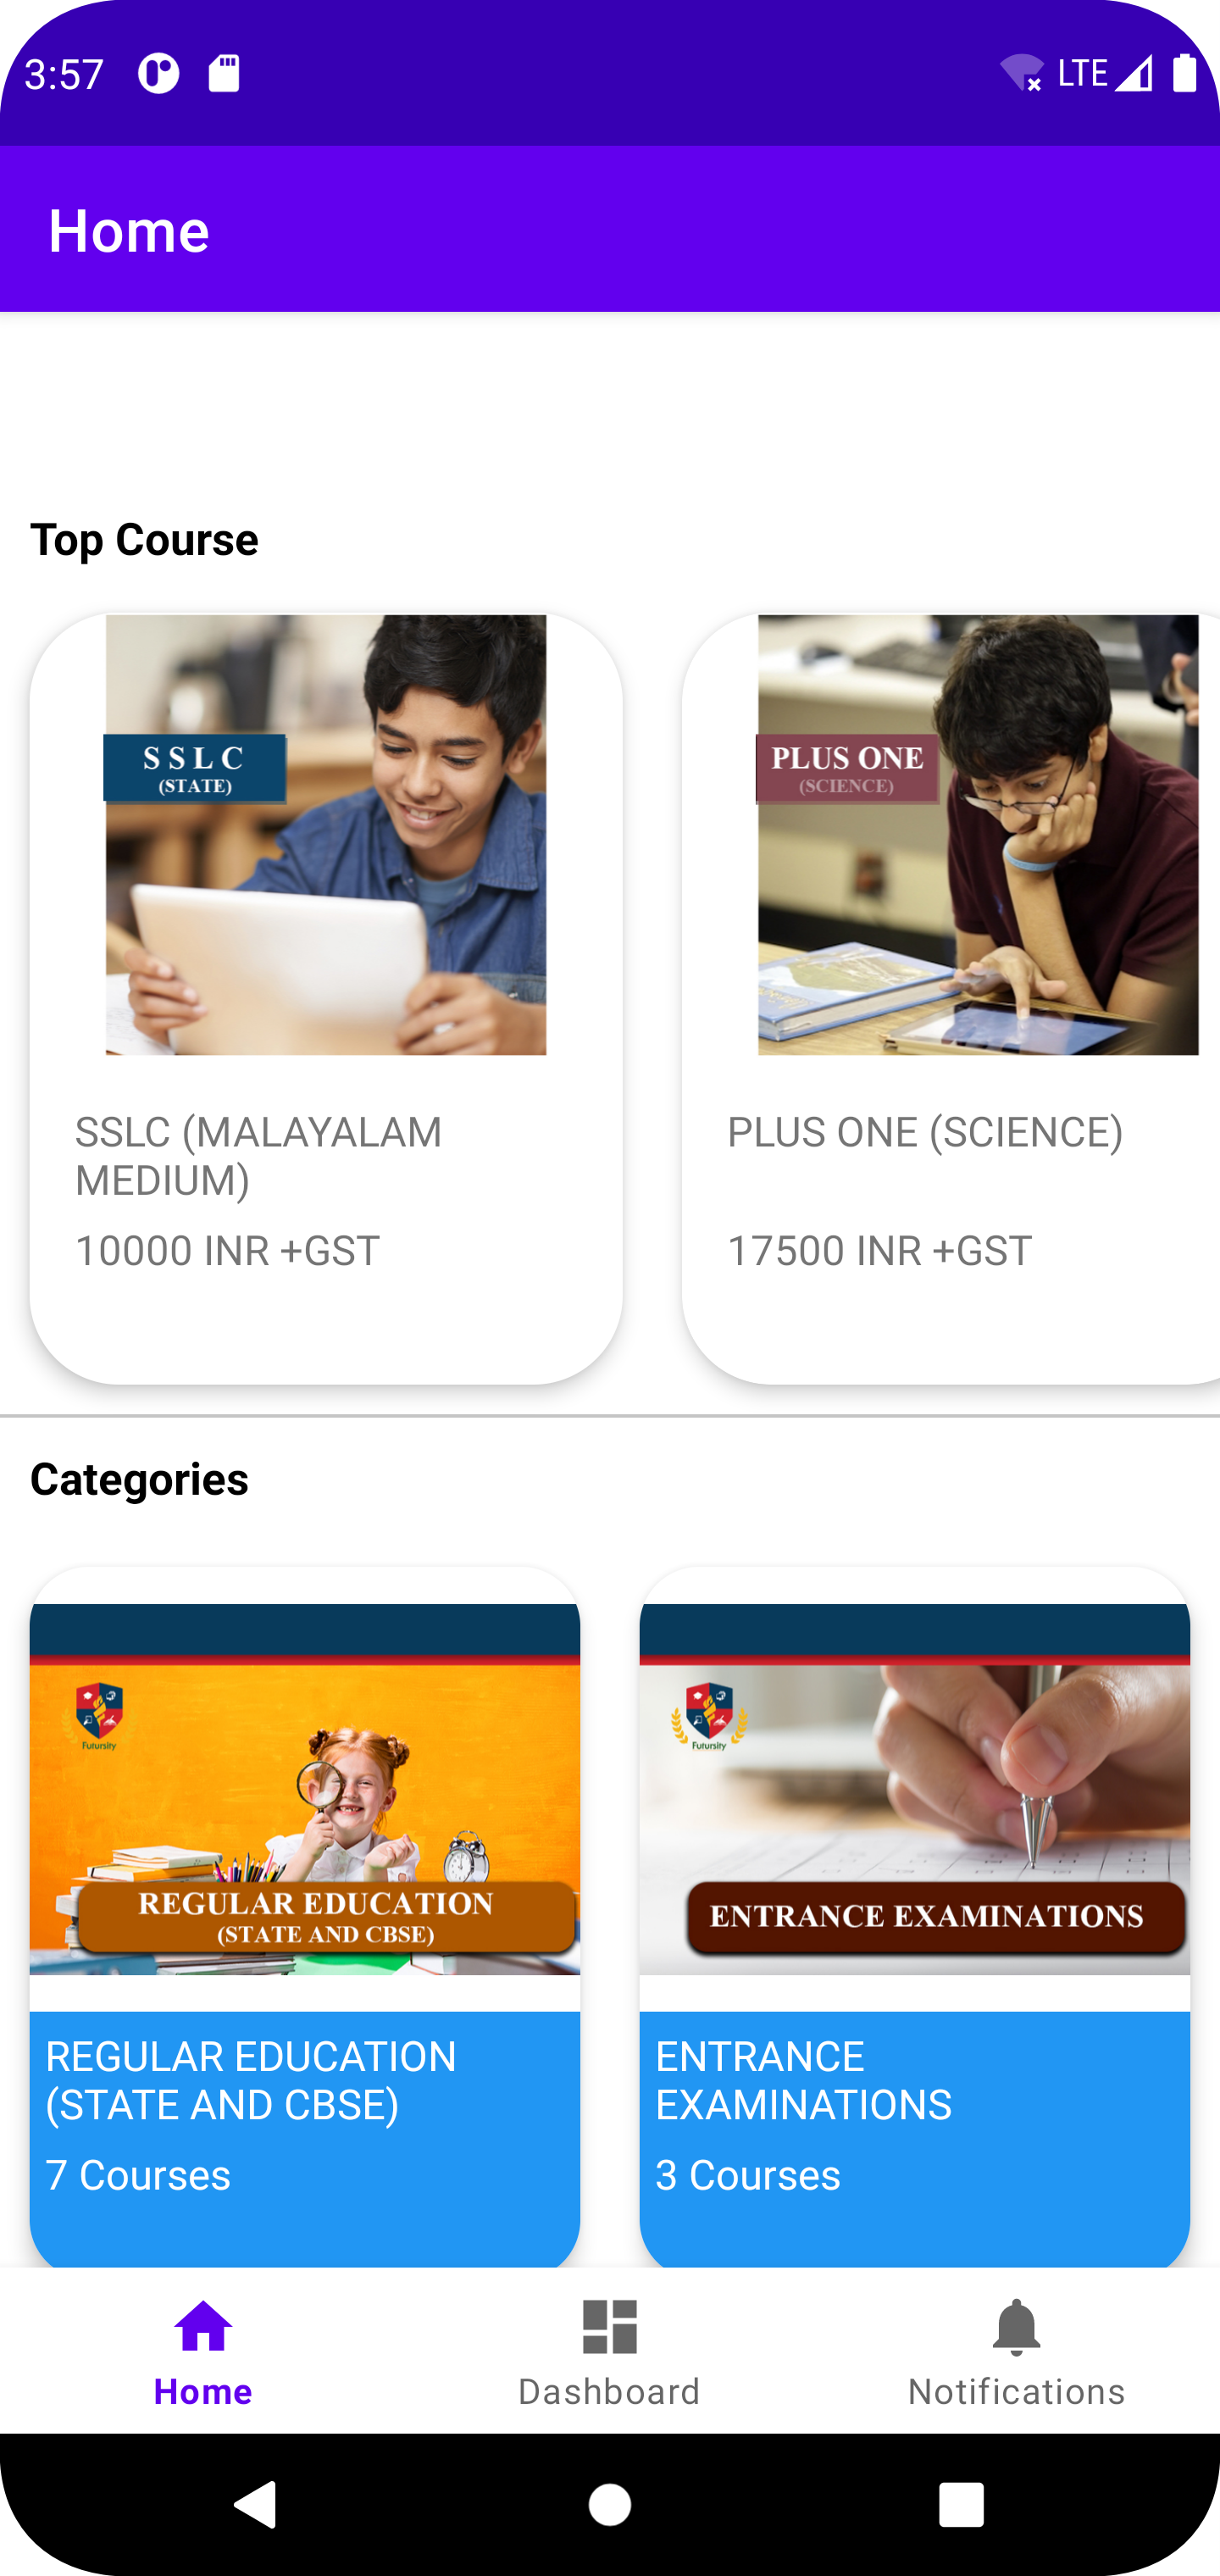 3:57
LTE
Home
Top Course
S S L C
(STATE)
PLUS ONE
(SCIENCE)
SSLC (MALAYALAM
MEDIUM)
PLUS ONE (SCIENCE)
10000 INR +GST
17500 INR +GST
Categories
Futursity
REGULAR EDUCATION
(STATE AND CBSE)
Futursity
ENTRANCE EXAMINATIONS
REGULAR EDUCATION
(STATE AND CBSE)
7 Courses
ENTRANCE
EXAMINATIONS
3 Courses
Home
Dashboard
Notifications